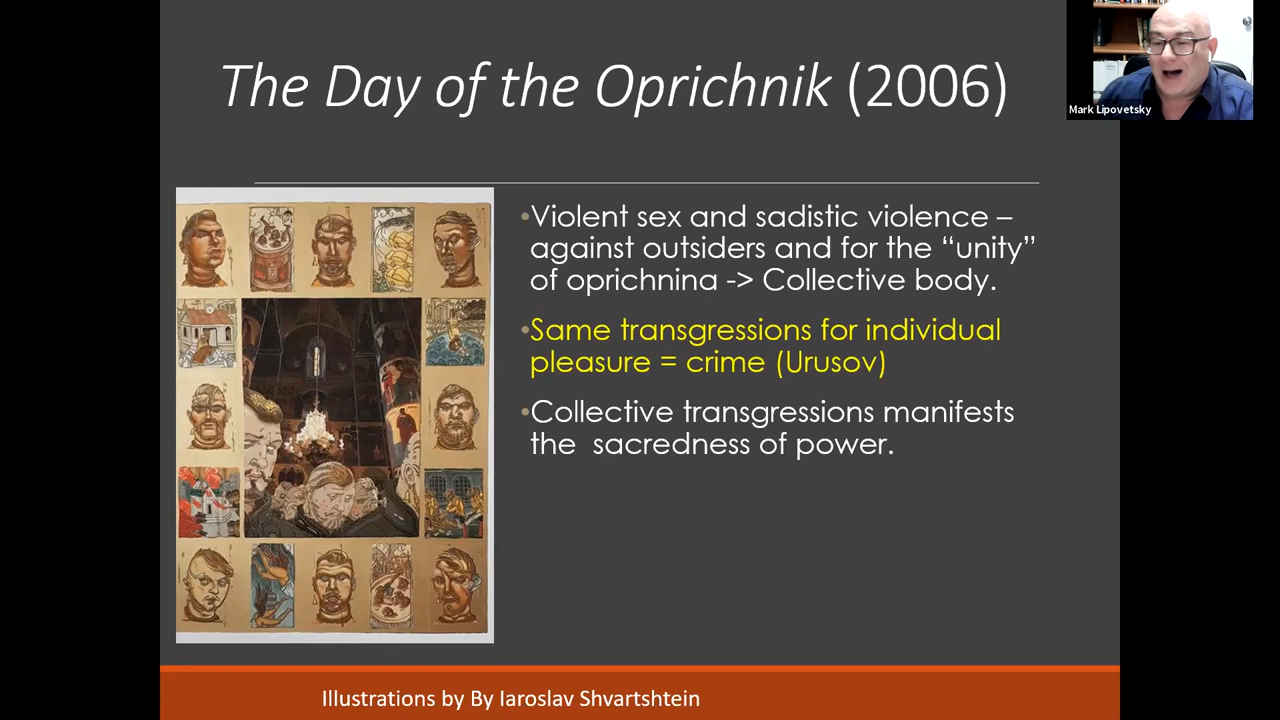 The Day of the Oprichnik (2006)
Mark Lipovetsky
•Violent sex and sadistic violence –
against outsiders and for the “unity”
of oprichnina -> Collective body.
•Same transgressions for individual
pleasure = crime (Urusov)
•Collective transgressions manifests
the  sacredness of power.
Illustrations by By Iaroslav Shvartshtein